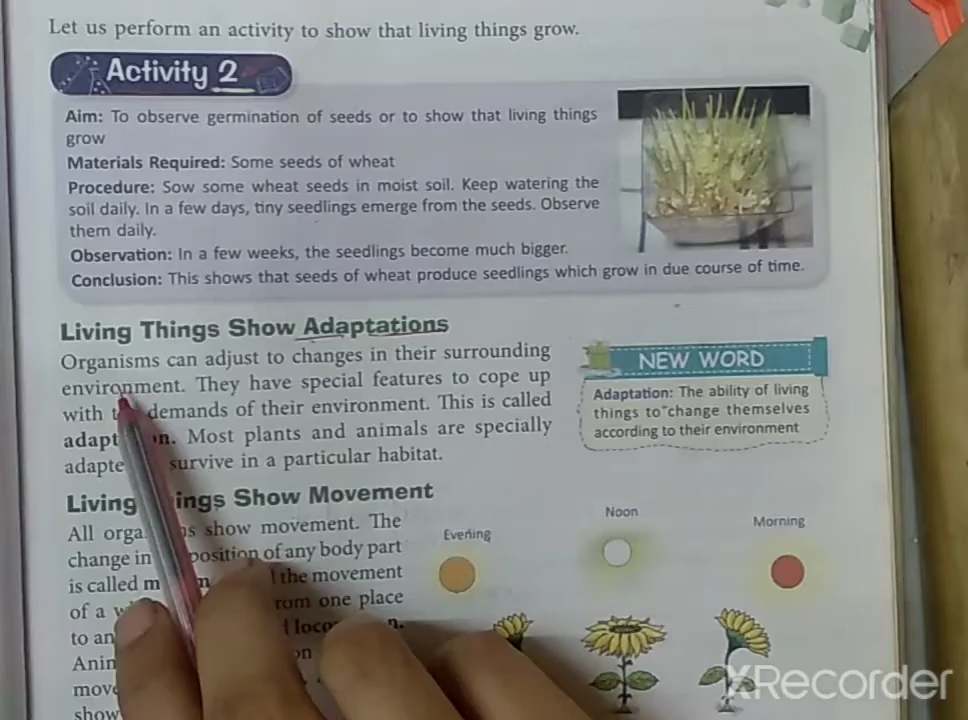 Let us perform an activity to show that living things grow.
Activity 2
Aim: To observe germination of seeds or to show that living things
grow
Materials Required: Some seeds of wheat
Procedure: Sow some wheat seeds in moist soil. Keep watering the
soil daily. In a few days, tiny seedlings emerge from the seeds. Observe
them daily.
Observation: In a few weeks, the seedlings become much bigger.
Conclusion: This shows that seeds of wheat produce seedlings which grow in due course of time.
Living Things Show Adaptations
Organisms can adjust to changes in their surrounding
environment. They have special features to cope up
with demands of their environment. This is called
Most plants and animals are specially
survive in a particular habitat.
NEW WORD
Adaptation: The ability of living
things to change themselves
according to their environment
Living Show Movement
All show movement. The
change in position of any body part
is called the movement
of a from one place
to
Evening
Noon
Morning
show
XRecorder